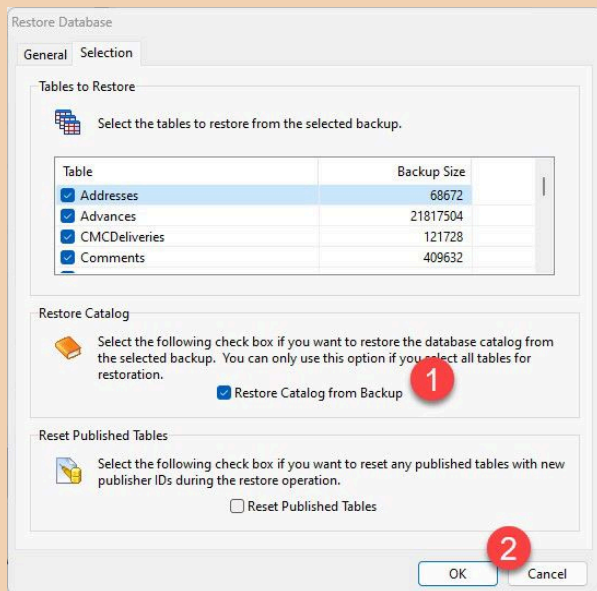 Restore Database
General Selection
Tables to Restore
Select the tables to restore from the selected backup.
Table Backup Size
Addresses 68672
Advances 21817504
CMCDeliveries 121728
Comments 409632
Restore Catalog
Select the following check box if you want to restore the database catalog from
the selected backup. You can only use this option if you select all tables for
restoration.
1
Restore Catalog from Backup
Reset Published Tables
Select the following check box if you want to reset any published tables with new
publisher IDs during the restore operation.
Reset Published Tables
2
OK Cancel